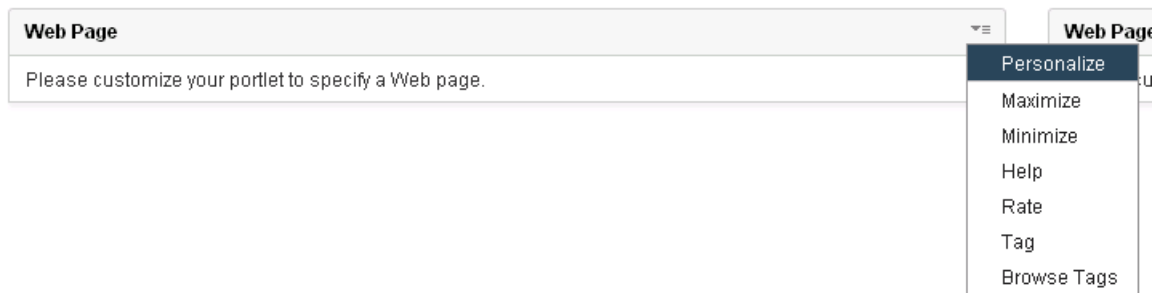 Web Page
Web Page
Personalize
Please customize your portlet to specify a Web page.
Maximize
Minimize
Help
Rate
Tag
Browse Tags